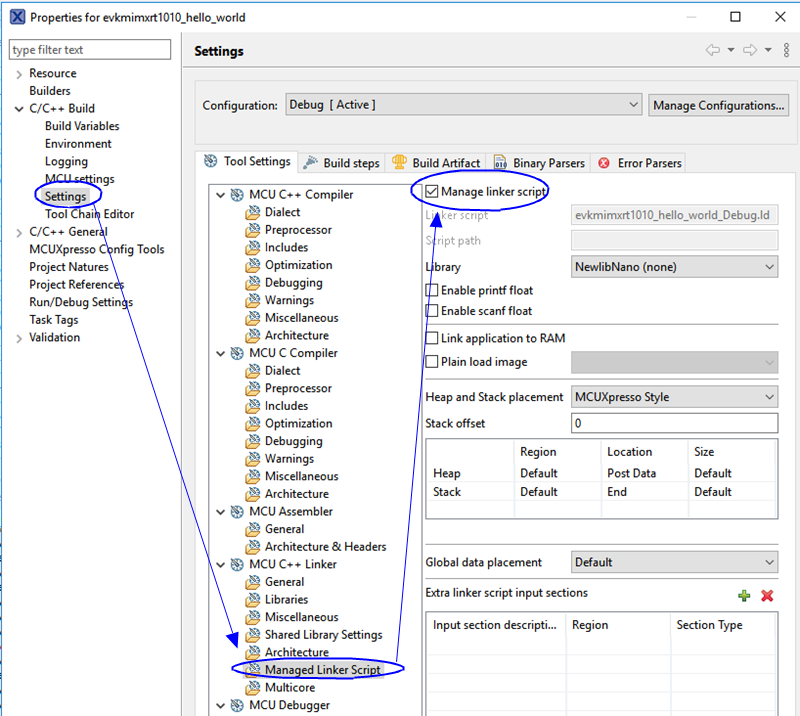 Properties for evkmimxrt1010_hello_world
type filter text
Resource
Builders
C/C++ Build
Build Variables
Environment
Logging
MCU settings
Settings
Tool Chain Editor
C/C++ General
MCUXpresso Config Tools
Project Natures
Project References
Run/Debug Settings
Task Tags
Validation
Settings
Configuration: Debug [ Active ] Manage Configurations...
Tool Settings Build steps Build Artifact Binary Parsers Error Parsers
MCU C++ Compiler
Dialect
Preprocessor
Includes
Optimization
Debugging
Warnings
Miscellaneous
Architecture
MCU C Compiler
Dialect
Preprocessor
Includes
Optimization
Debugging
Warnings
Miscellaneous
Architecture
MCU Assembler
General
Architecture & Headers
MCU C++ Linker
General
Libraries
Miscellaneous
Shared Library Settings
Architecture
Managed Linker Script
Multicore
MCU Debugger
Manage linker script
Linker script evkmimxrt1010_hello_world_Debug.ld
Script path
Library NewlibNano (none)
Enable printf float
Enable scanf float
Link application to RAM
Plain load image
Heap and Stack placement MCUXpresso Style
Stack offset 0
Region Location Size
Heap Default Post Data Default
Stack Default End Default
Global data placement Default
Extra linker script input sections
Input section descripti... Region Section Type